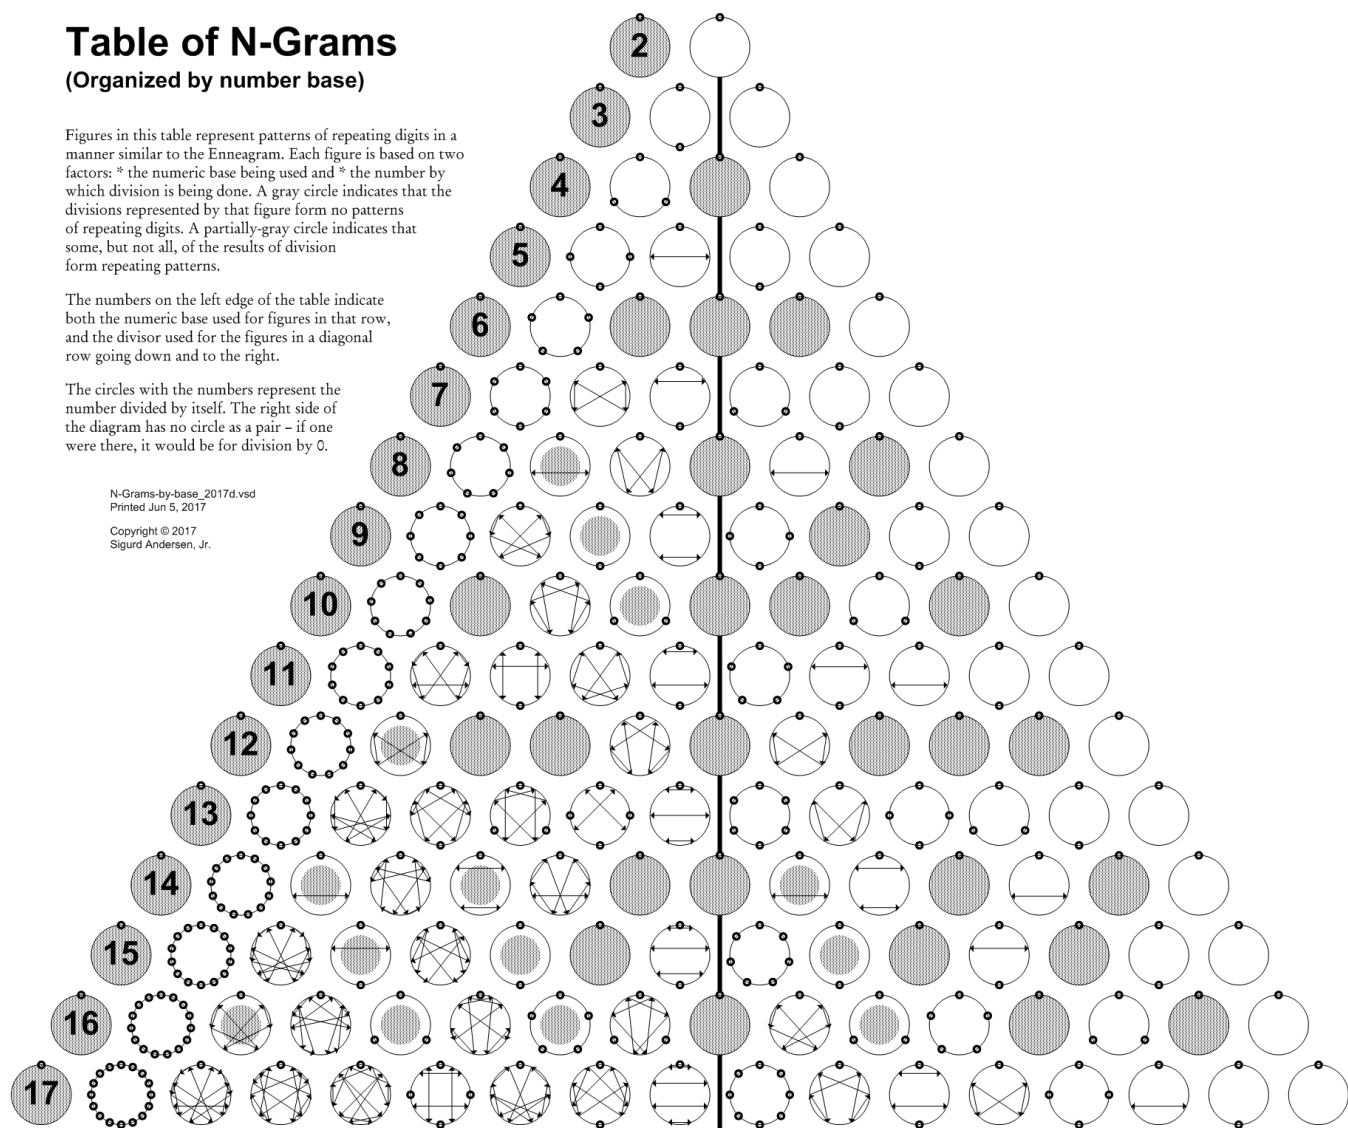 Table of N-Grams
(Organized by number base)
Figures in this table represent patterns of repeating digits in a
manner similar to the Enneagram. Each figure is based on two
factors: * the numeric base being used and * the number by
which division is being done. A gray circle indicates that the
divisions represented by that figure form no patterns
of repeating digits. A partially-gray circle indicates that
some, but not all, of the results of division
form repeating patterns.
The numbers on the left edge of the table indicate
both the numeric base used for figures in that row,
and the divisor used for the figures in a diagonal
row going down and to the right.
The circles with the numbers represent the
number divided by itself. The right side of
the diagram has no circle as a pair – if one
were there, it would be for division by 0.
N-Grams-by-base_2017d.vsd
Printed Jun 5, 2017
Copyright © 2017
Sigurd Andersen, Jr.
2
3
4
5
6
7
8
9
10
11
12
13
14
15
16
17